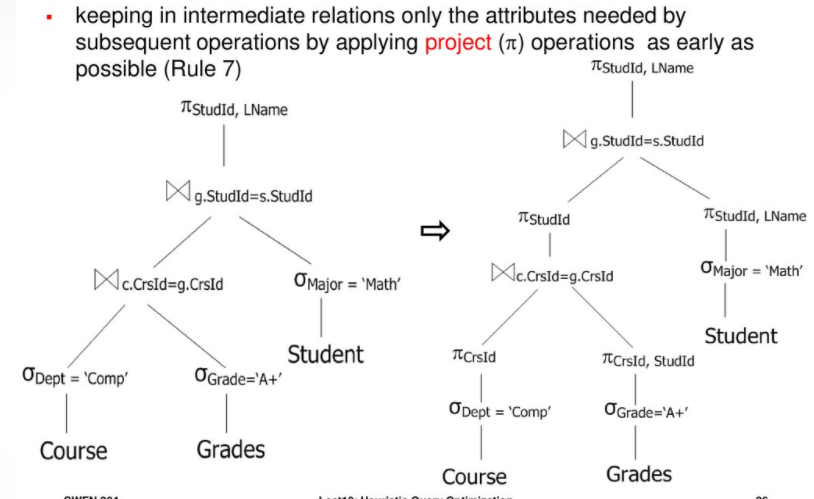 ▪ keeping in intermediate relations only the attributes needed by
subsequent operations by applying project (π) operations as early as
possible (Rule 7)
πStudId, LName
⋈g.StudId=s.StudId
⋈c.CrsId=g.CrsId
σMajor = ‘Math’
Student
σDept = ‘Comp’
σGrade=‘A+’
Course
Grades
⇨
πStudId, LName
⋈g.StudId=s.StudId
πStudId
πStudId, LName
⋈c.CrsId=g.CrsId
σMajor = ‘Math’
Student
πCrsId
πCrsId, StudId
σDept = ‘Comp’
σGrade=‘A+’
Course
Grades